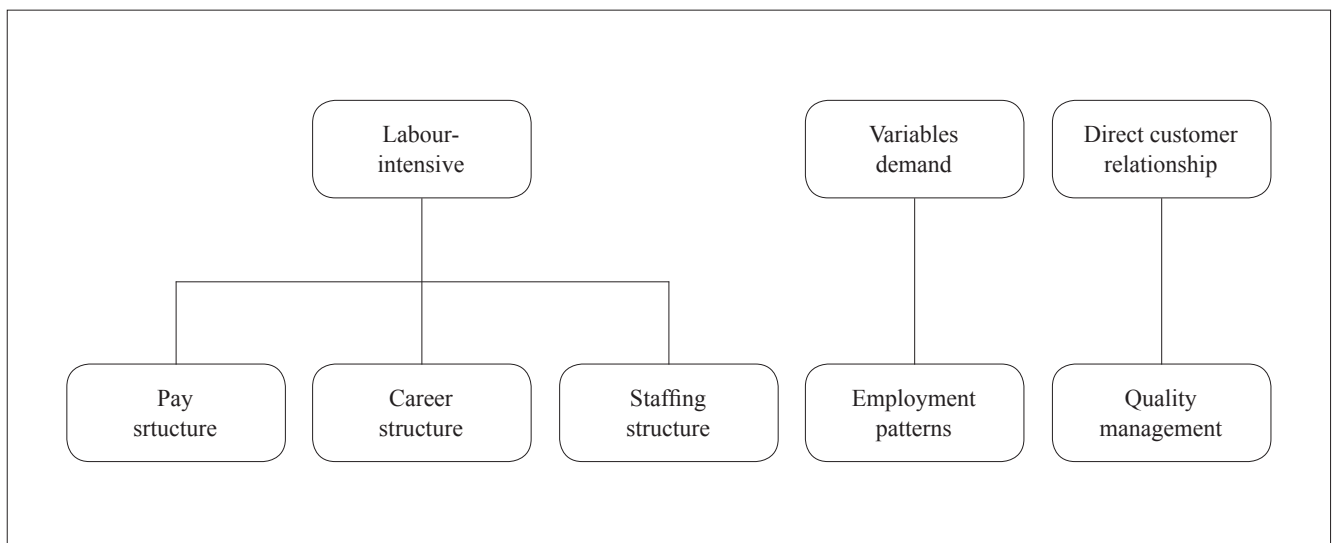 Labour-
intensive
Variables
demand
Direct customer
relationship
Pay
srtucture
Career
structure
Staffing
structure
Employment
patterns
Quality
management